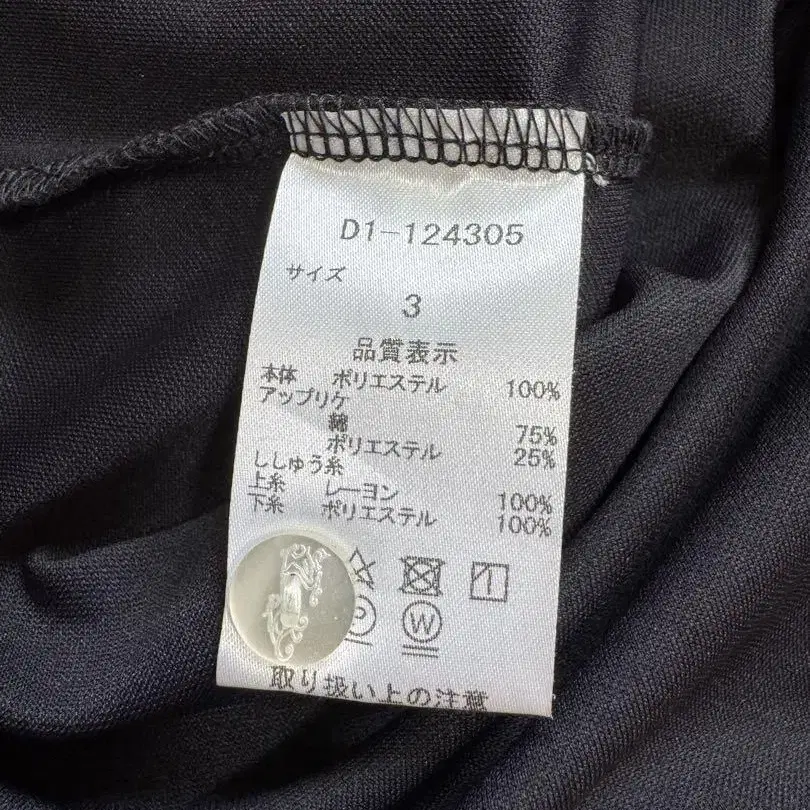 D1-124305
サイズ
3
品質表示
本体 ポリエステル 100%
アップリケ
綿 75%
ポリエステル 25%
ししゅう糸
上糸 レーヨン 100%
下糸 ポリエステル 100%
P W
取り扱い上の注意